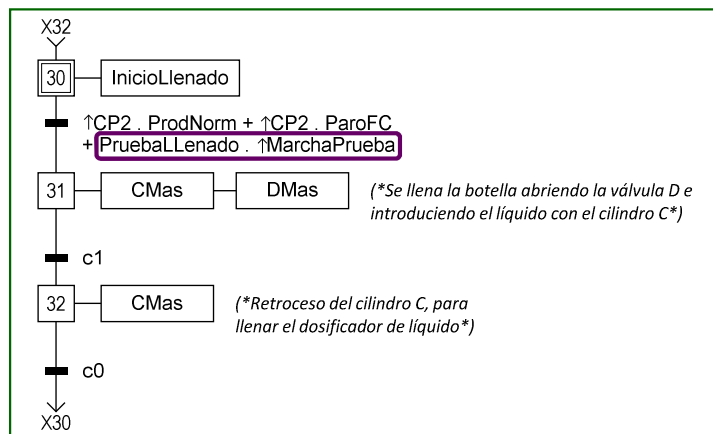 X32
30
InicioLlenado
↑CP2 . ProdNorm + ↑CP2 . ParoFC
+ PruebaLLenado . ↑MarchaPrueba
31
CMas
DMas
(*Se llena la botella abriendo la válvula D e
introduciendo el líquido con el cilindro C*)
c1
32
CMas
(*Retroceso del cilindro C, para
llenar el dosificador de líquido*)
c0
X30